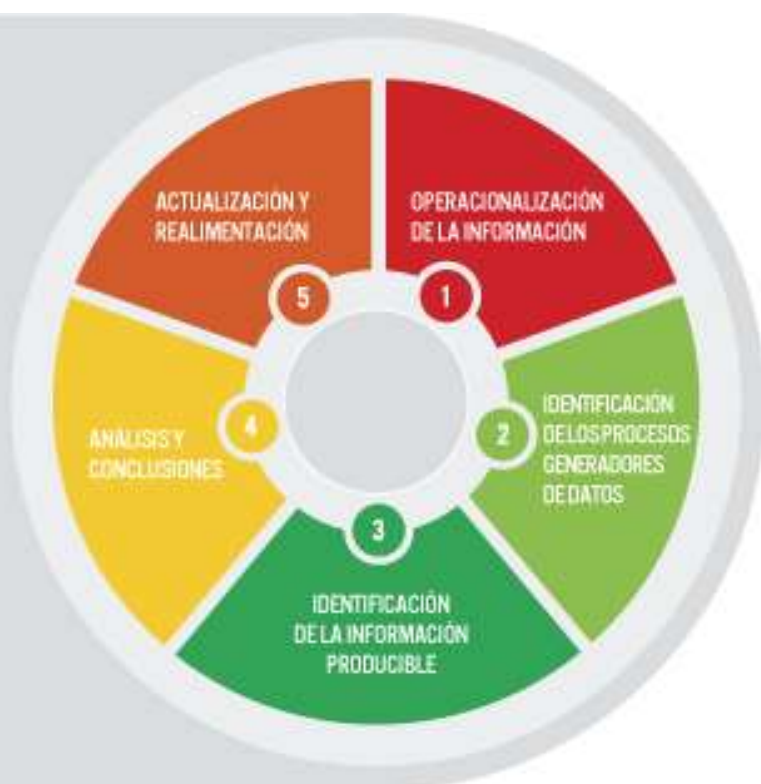 1
OPERACIONALIZACIÓN
DE LA INFORMACIÓN
2
IDENTIFICACIÓN
DE LOS PROCESOS
GENERADORES
DE DATOS
3
IDENTIFICACIÓN
DE LA INFORMACIÓN
PRODUCIBLE
4
ANÁLISIS Y
CONCLUSIONES
5
ACTUALIZACIÓN Y
REALIMENTACIÓN